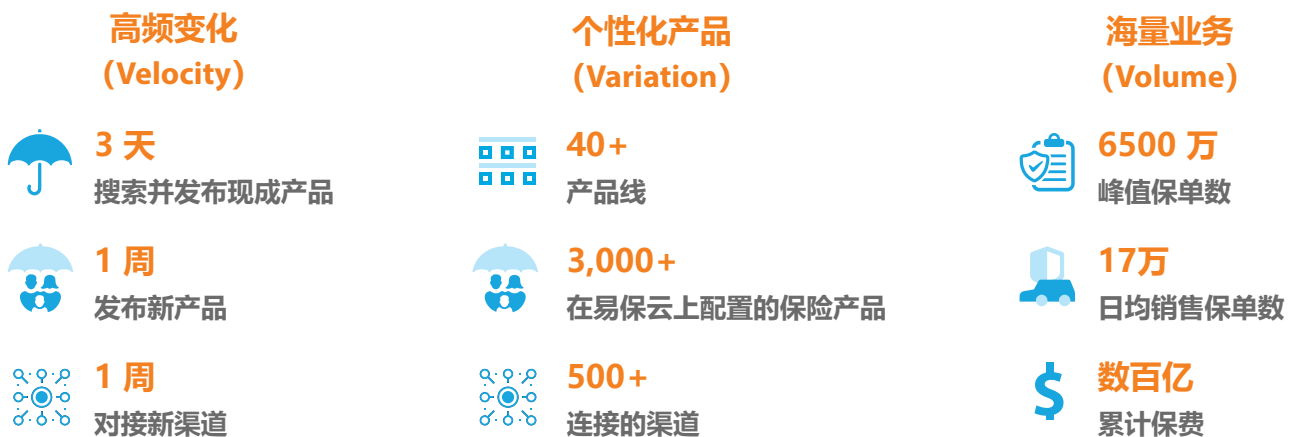 高频变化
（Velocity）
3 天
搜索并发布现成产品
1 周
发布新产品
1 周
对接新渠道
个性化产品
（Variation）
40+
产品线
3,000+
在易保云上配置的保险产品
500+
连接的渠道
海量业务
（Volume）
6500 万
峰值保单数
17万
日均销售保单数
数百亿
累计保费